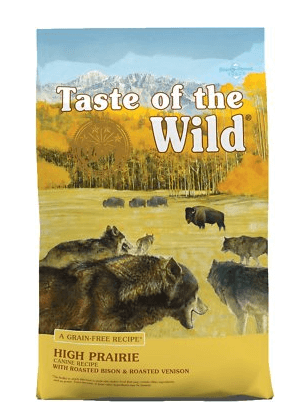 Taste of the
Wild®
A GRAIN-FREE RECIPE
HIGH PRAIRIE
CANINE RECIPE
WITH ROASTED BISON & ROASTED VENISON